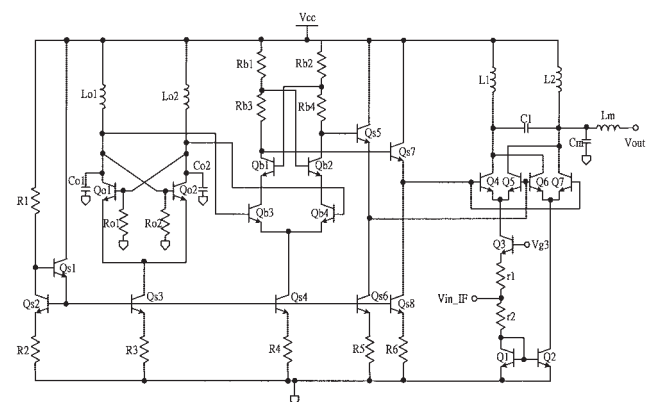 Vcc
Rb1
Rb2
L1
L2
Lo1
Lo2
Rb3
Rb4
C1
Lm
Cm
Vout
Qs5
Qs7
Co1
Co2
Qb1
Qb2
Qo1
Qo2
Q4
Q5
Q6
Q7
R1
Ro1
Ro2
Qb3
Qb4
Q3
Vg3
Qs1
r1
Vin_IF
Qs2
Qs3
Qs4
Qs6
Qs8
r2
R2
R3
R4
R5
R6
Q1
Q2